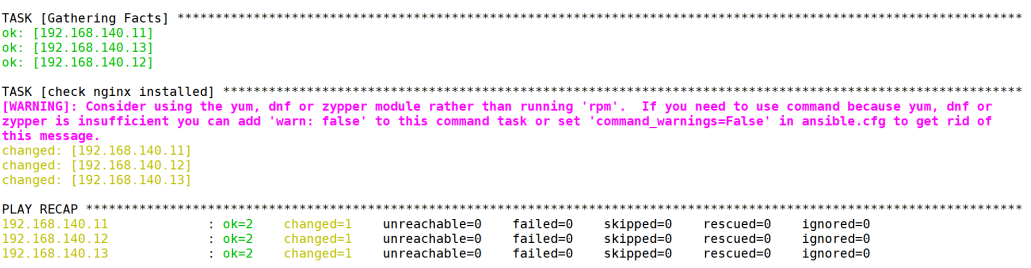 TASK [Gathering Facts] ****************************************************************************************************************
ok: [192.168.140.11]
ok: [192.168.140.13]
ok: [192.168.140.12]
TASK [check nginx installed] **********************************************************************************************************
[WARNING]: Consider using the yum, dnf or zypper module rather than running 'rpm'.  If you need to use command because yum, dnf or
zypper is insufficient you can add 'warn: false' to this command task or set 'command_warnings=False' in ansible.cfg to get rid of
this message.
changed: [192.168.140.11]
changed: [192.168.140.12]
changed: [192.168.140.13]
PLAY RECAP ****************************************************************************************************************************
192.168.140.11             : ok=2    changed=1    unreachable=0    failed=0    skipped=0    rescued=0    ignored=0
192.168.140.12             : ok=2    changed=1    unreachable=0    failed=0    skipped=0    rescued=0    ignored=0
192.168.140.13             : ok=2    changed=1    unreachable=0    failed=0    skipped=0    rescued=0    ignored=0